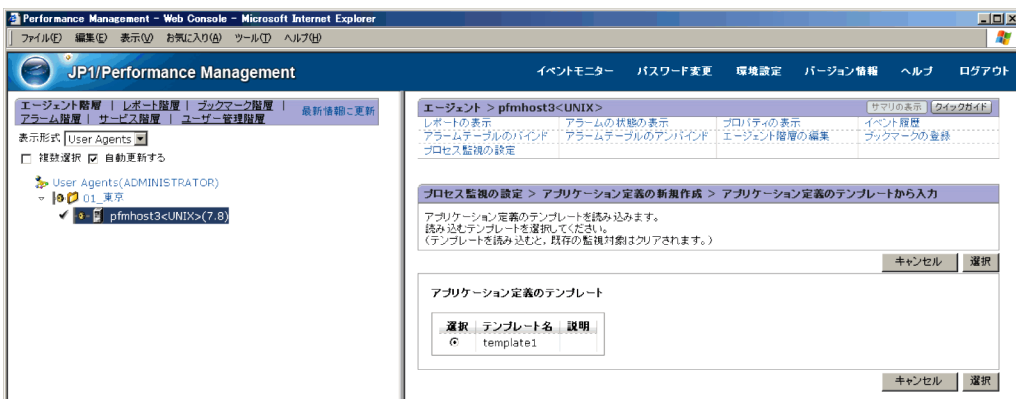 Performance Management - Web Console - Microsoft Internet Explorer
ファイル(F) 編集(E) 表示(V) お気に入り(A) ツール(T) ヘルプ(H)
JP1/Performance Management
イベントモニター パスワード変更 環境設定 バージョン情報 ヘルプ ログアウト
エージェント階層 | レポート階層 | ブックマーク階層 |
アラーム階層 | サービス階層 | ユーザー管理階層
最新情報に更新
表示形式 User Agents
複数選択 自動更新する
User Agents(ADMINISTRATOR)
01_東京
pfmhost3<UNIX>(7.8)
エージェント > pfmhost3<UNIX>
サマリの表示 クイックガイド
レポートの表示 アラームの状態の表示 プロパティの表示 イベント履歴
アラームテーブルのバインド アラームテーブルのアンバインド エージェント階層の編集 ブックマークの登録
プロセス監視の設定
プロセス監視の設定 > アプリケーション定義の新規作成 > アプリケーション定義のテンプレートから入力
アプリケーション定義のテンプレートを読み込みます。
読み込むテンプレートを選択してください。
(テンプレートを読み込むと，既存の監視対象はクリアされます。)
キャンセル 選択
アプリケーション定義のテンプレート
選択 テンプレート名 説明
template1
キャンセル 選択